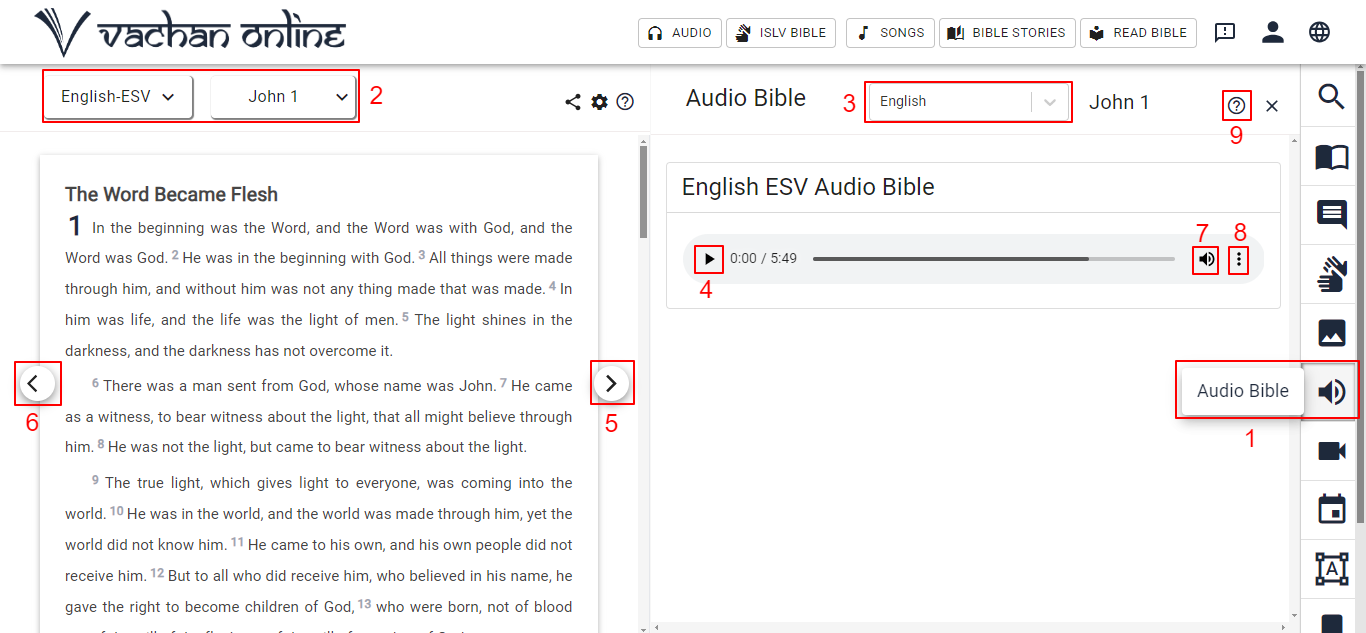 vachan online
AUDIO
ISLV BIBLE
SONGS
BIBLE STORIES
READ BIBLE
English-ESV
John 1
2
Audio Bible
3
English
John 1
9
The Word Became Flesh
1 In the beginning was the Word, and the Word was with God, and the
Word was God. 2 He was in the beginning with God. 3 All things were made
through him, and without him was not any thing made that was made. 4 In
him was life, and the life was the light of men. 5 The light shines in the
darkness, and the darkness has not overcome it.
6 There was a man sent from God, whose name was John. 7 He came
as a witness, to bear witness about the light, that all might believe through
him. 8 He was not the light, but came to bear witness about the light.
9 The true light, which gives light to everyone, was coming into the
world. 10 He was in the world, and the world was made through him, yet the
world did not know him. 11 He came to his own, and his own people did not
receive him. 12 But to all who did receive him, who believed in his name, he
gave the right to become children of God, 13 who were born, not of blood
6
5
English ESV Audio Bible
7
8
0:00 / 5:49
4
Audio Bible
1
A